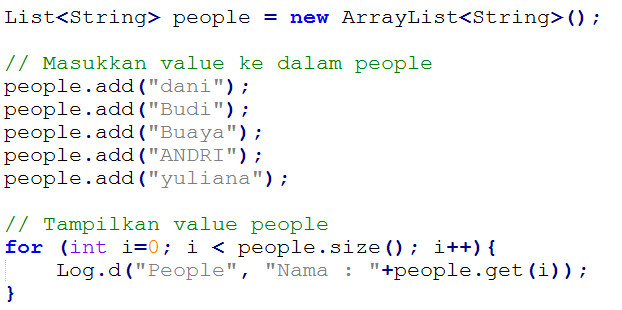 List<String> people = new ArrayList<String>();
// Masukkan value ke dalam people
people.add("dani");
people.add("Budi");
people.add("Buaya");
people.add("ANDRI");
people.add("yuliana");
// Tampilkan value people
for (int i=0; i < people.size(); i++){
    Log.d("People", "Nama : "+people.get(i));
}